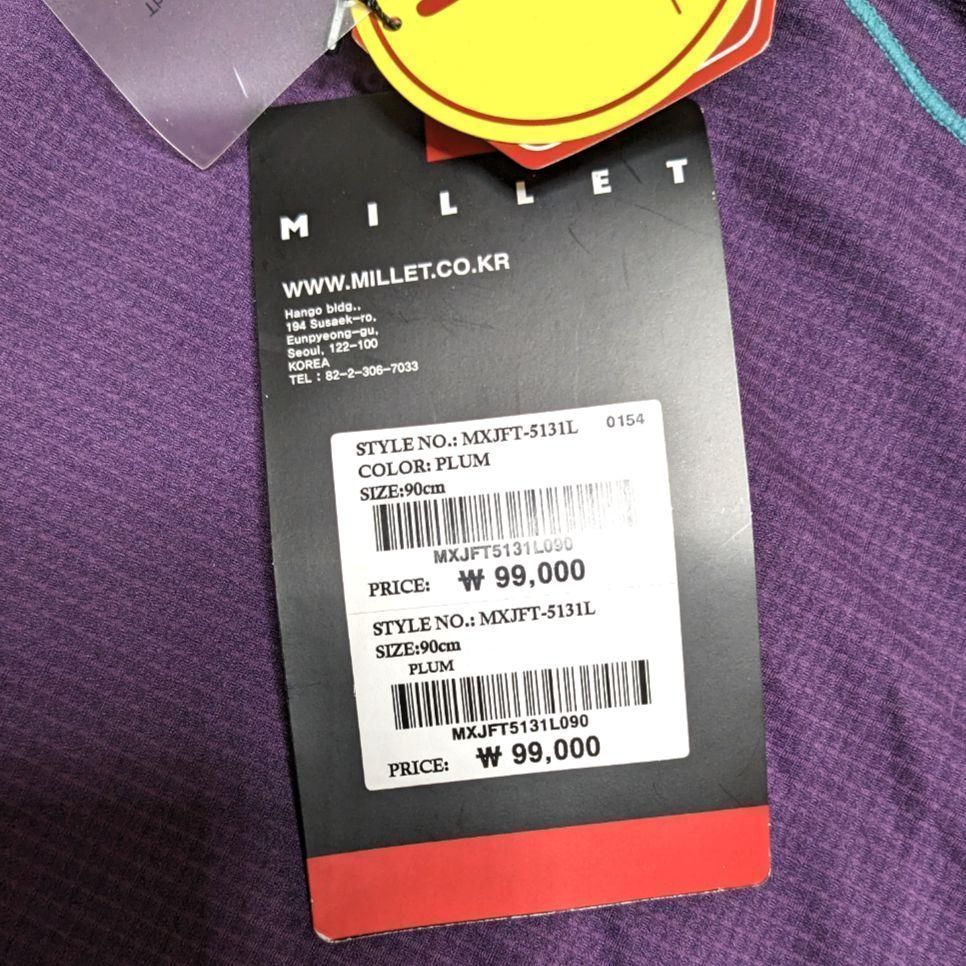 MILLET
WWW.MILLET.CO.KR
Hango bldg.,
194 Susaek-ro,
Eunpyeong-gu,
Seoul, 122-100
KOREA
TEL : 82-2-306-7033
STYLE NO.: MXJFT-5131L 0154
COLOR: PLUM
SIZE:90cm
MXJFT5131L090
PRICE: ₩ 99,000
STYLE NO.: MXJFT-5131L
SIZE:90cm
PLUM
MXJFT5131L090
PRICE: ₩ 99,000